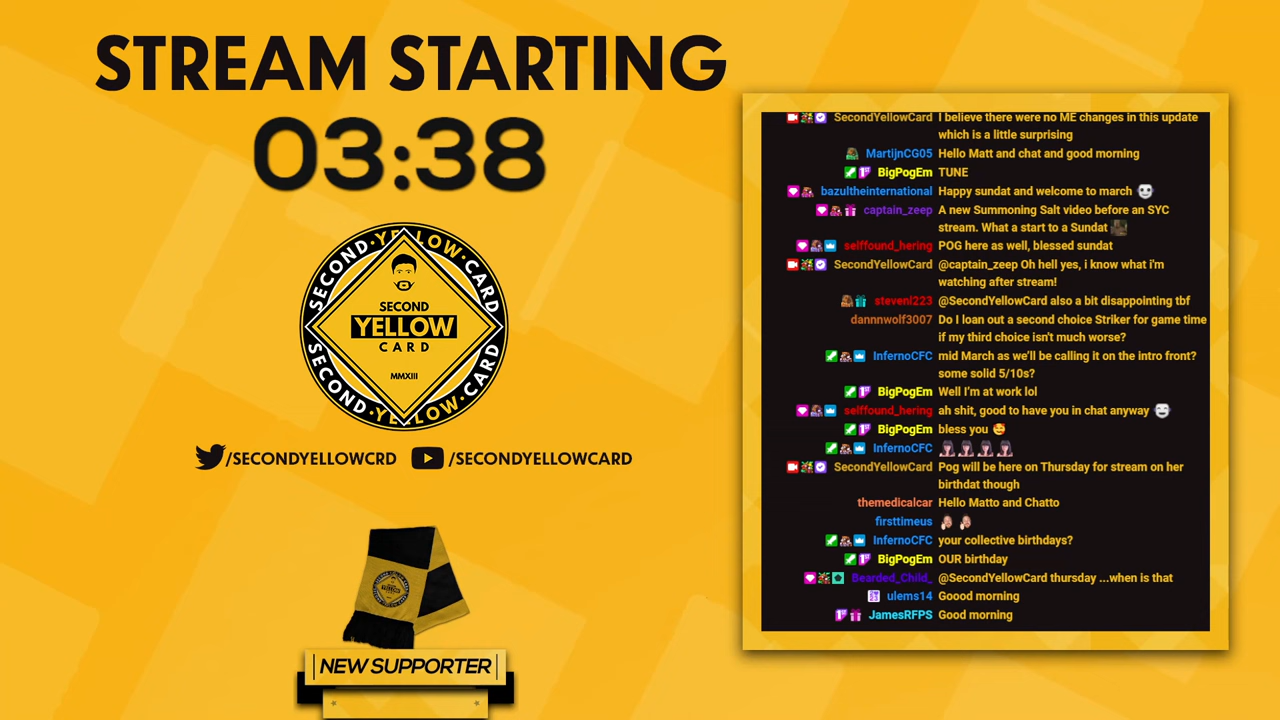 STREAM STARTING
03:38
SECOND·YELLOW·CARD
SECOND
YELLOW
CARD
MMXIII
SECOND·YELLOW·CARD
/SECONDYELLOWCRD
/SECONDYELLOWCARD
NEW SUPPORTER
SecondYellowCard I believe there were no ME changes in this update
which is a little surprising
MartijnCG05 Hello Matt and chat and good morning
BigPogEm TUNE
bazultheinternational Happy sundat and welcome to march
captain_zeep A new Summoning Salt video before an SYC
stream. What a start to a Sundat
selffound_hering POG here as well, blessed sundat
SecondYellowCard @captain_zeep Oh hell yes, i know what i'm
watching after stream!
stevenl223 @SecondYellowCard also a bit disappointing tbf
dannnwolf3007 Do I loan out a second choice Striker for game time
if my third choice isn't much worse?
InfernoCFC mid March as we'll be calling it on the intro front?
some solid 5/10s?
BigPogEm Well I'm at work lol
selffound_hering ah shit, good to have you in chat anyway
BigPogEm bless you
InfernoCFC
SecondYellowCard Pog will be here on Thursday for stream on her
birthdat though
themedicalcar Hello Matto and Chatto
firsttimeus
InfernoCFC your collective birthdays?
BigPogEm OUR birthday
Bearded_Child_ @SecondYellowCard thursday ...when is that
ulems14 Goood morning
JamesRFPS Good morning